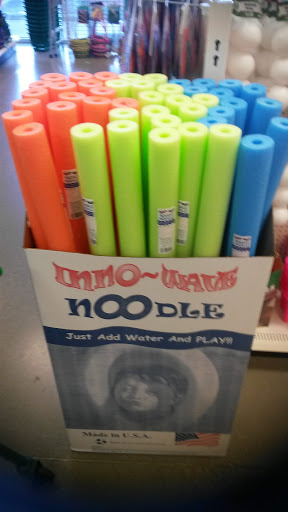 INNO~WAVE
NOODLE
Just Add Water And PLAY!!
Made in U.S.A.